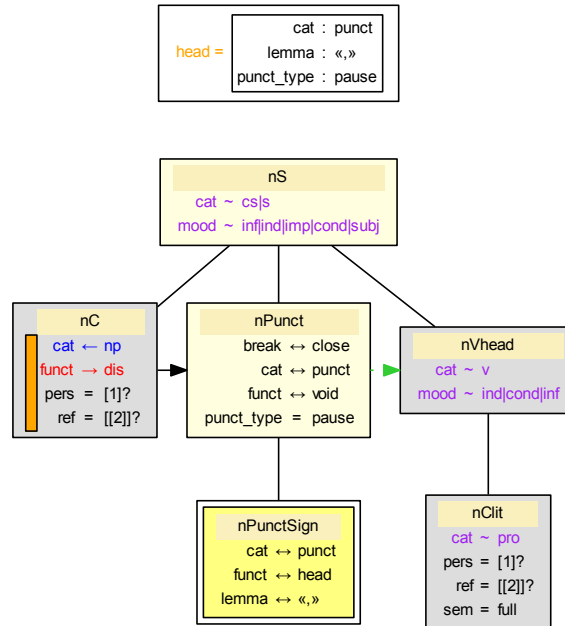 head =
cat : punct
lemma : «,»
punct_type : pause
nS
cat ~ cs|s
mood ~ inf|ind|imp|cond|subj
nC
cat ← np
funct → dis
pers = [1]?
ref = [[2]]?
nPunct
break ↔ close
cat ↔ punct
funct ↔ void
punct_type = pause
nVhead
cat ~ v
mood ~ ind|cond|inf
nPunctSign
cat ↔ punct
funct ↔ head
lemma ↔ «,»
nClit
cat ~ pro
pers = [1]?
ref = [[2]]?
sem = full